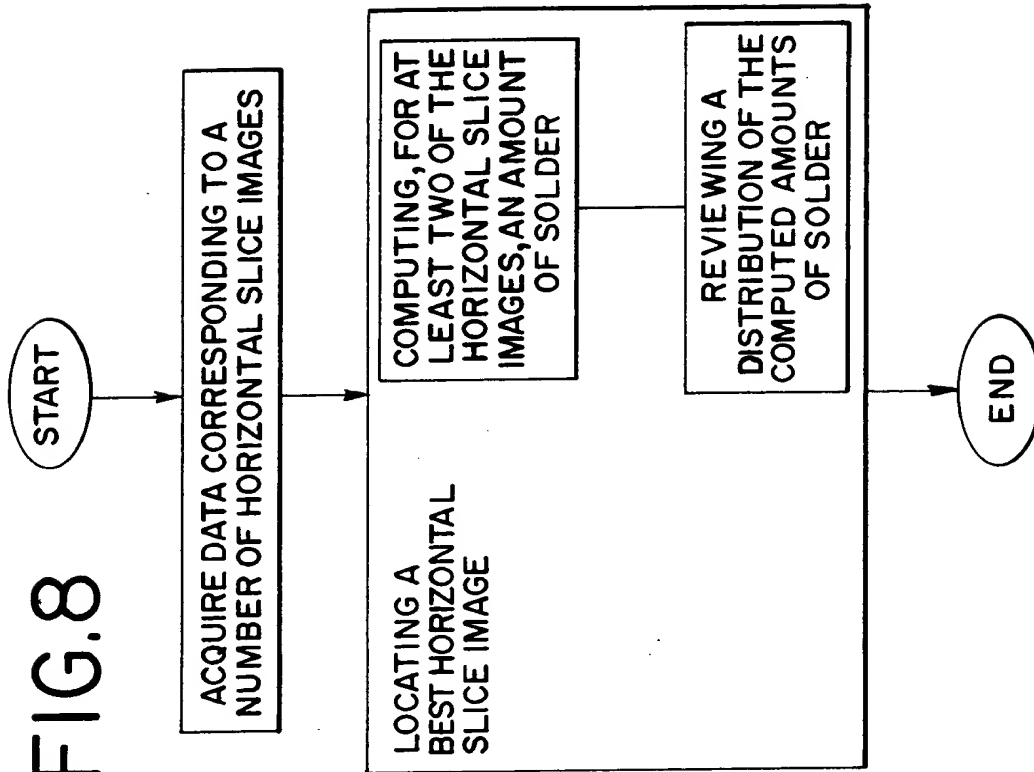 FIG.8
START
ACQUIRE DATA CORRESPONDING TO A
NUMBER OF HORIZONTAL SLICE IMAGES
LOCATING A
BEST HORIZONTAL
SLICE IMAGE
COMPUTING, FOR AT
LEAST TWO OF THE
HORIZONTAL SLICE
IMAGES, AN AMOUNT
OF SOLDER
REVIEWING A
DISTRIBUTION OF THE
COMPUTED AMOUNTS
OF SOLDER
END